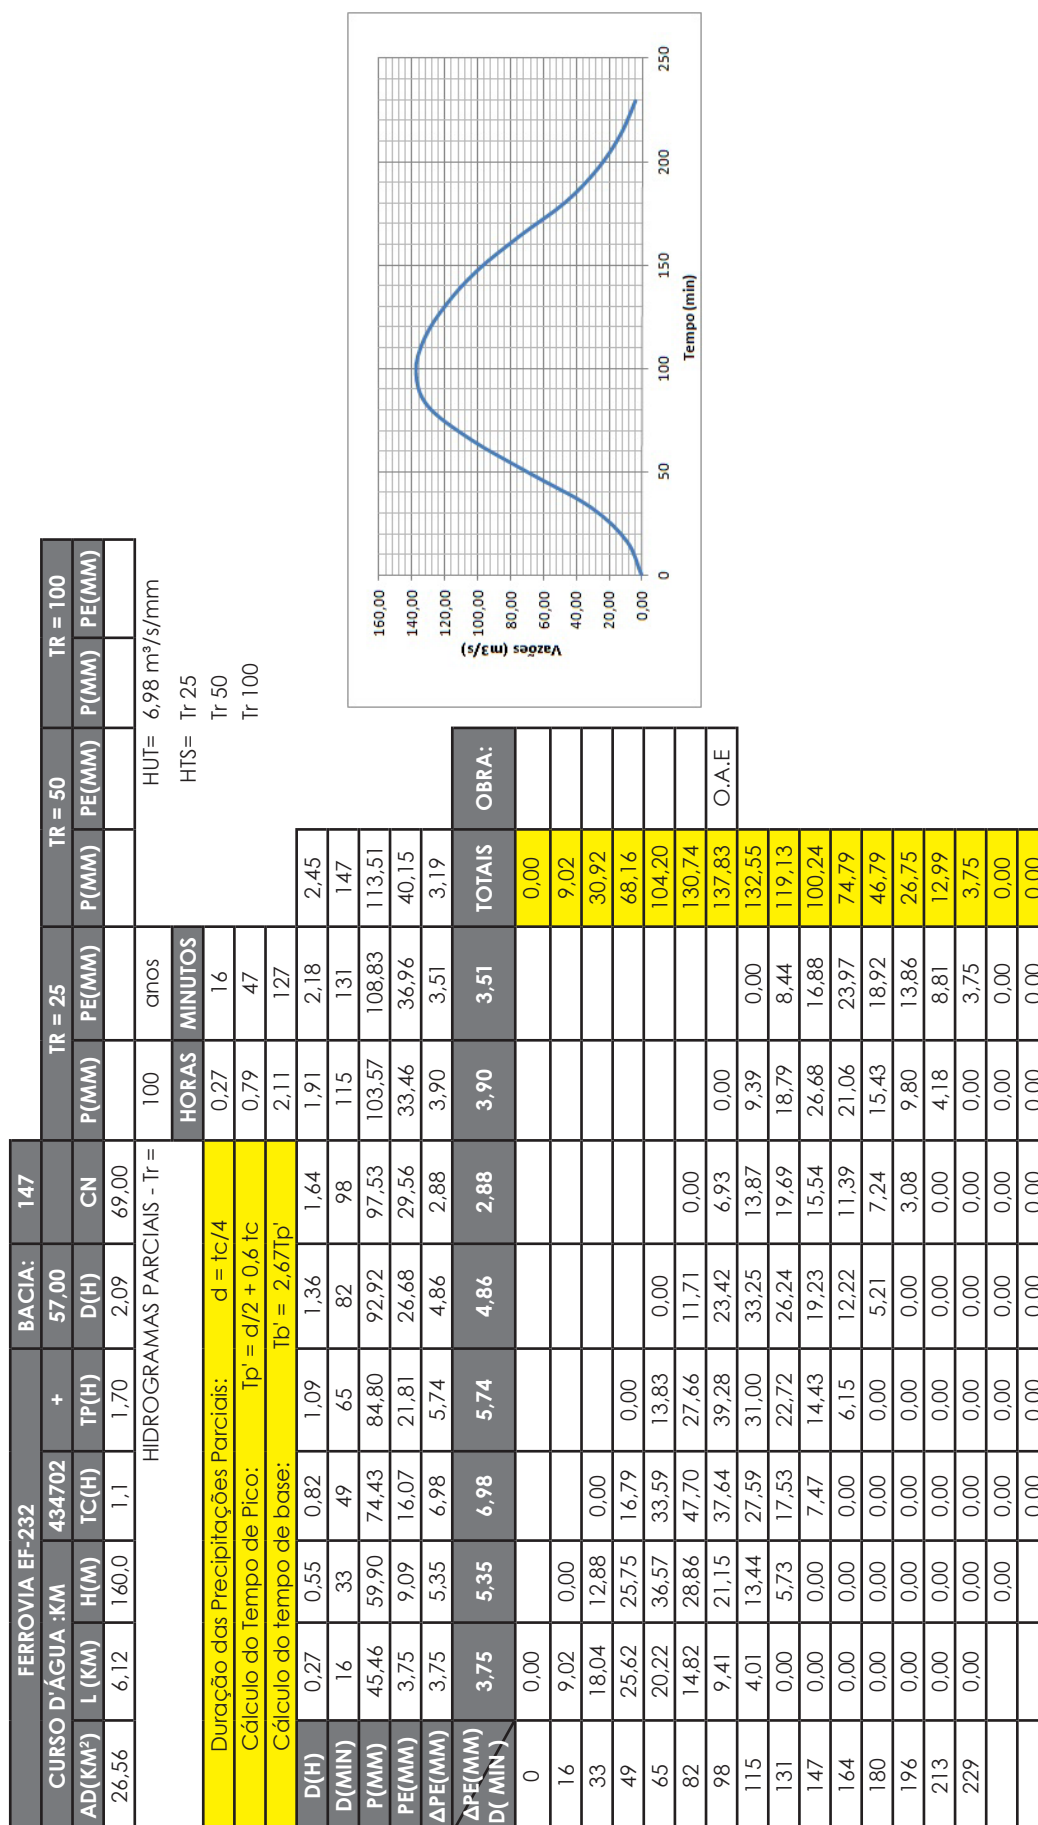 FERROVIA EF-232 BACIA: 147
CURSO D'ÁGUA :KM 434702 + 57,00 TR = 25 TR = 50 TR = 100
AD(KM²) L (KM) H(M) TC(H) TP(H) D(H) CN P(MM) PE(MM) P(MM) PE(MM) P(MM) PE(MM)
26,56 6,12 160,0 1,1 1,70 2,09 69,00
HIDROGRAMAS PARCIAIS - Tr = 100 anos HUT= 6,98 m³/s/mm
HORAS MINUTOS HTS= Tr 25
Duração das Precipitações Parciais: d = tc/4 0,27 16 Tr 50
Cálculo do Tempo de Pico: Tp' = d/2 + 0,6 tc 0,79 47 Tr 100
Cálculo do tempo de base: Tb' = 2,67Tp' 2,11 127
D(H) 0,27 0,55 0,82 1,09 1,36 1,64 1,91 2,18 2,45
D(MIN) 16 33 49 65 82 98 115 131 147
P(MM) 45,46 59,90 74,43 84,80 92,92 97,53 103,57 108,83 113,51
PE(MM) 3,75 9,09 16,07 21,81 26,68 29,56 33,46 36,96 40,15
ΔPE(MM) 3,75 5,35 6,98 5,74 4,86 2,88 3,90 3,51 3,19
ΔPE(MM)
D( MIN ) 3,75 5,35 6,98 5,74 4,86 2,88 3,90 3,51 TOTAIS OBRA:
0 0,00 0,00
16 9,02 0,00 9,02
33 18,04 12,88 0,00 30,92
49 25,62 25,75 16,79 0,00 68,16
65 20,22 36,57 33,59 13,83 0,00 104,20
82 14,82 28,86 47,70 27,66 11,71 0,00 130,74
98 9,41 21,15 37,64 39,28 23,42 6,93 0,00 137,83 O.A.E
115 4,01 13,44 27,59 31,00 33,25 13,87 9,39 0,00 132,55
131 0,00 5,73 17,53 22,72 26,24 19,69 18,79 8,44 119,13
147 0,00 0,00 7,47 14,43 19,23 15,54 26,68 16,88 100,24
164 0,00 0,00 0,00 6,15 12,22 11,39 21,06 23,97 74,79
180 0,00 0,00 0,00 0,00 5,21 7,24 15,43 18,92 46,79
196 0,00 0,00 0,00 0,00 0,00 3,08 9,80 13,86 26,75
213 0,00 0,00 0,00 0,00 0,00 0,00 4,18 8,81 12,99
229 0,00 0,00 0,00 0,00 0,00 0,00 0,00 3,75 3,75
0,00 0,00 0,00 0,00 0,00 0,00 0,00 0,00
0,00 0,00 0,00 0,00 0,00 0,00 0,00
Vazões (m3/s)
160,00
140,00
120,00
100,00
80,00
60,00
40,00
20,00
0,00
0 50 100 150 200 250
Tempo (min)